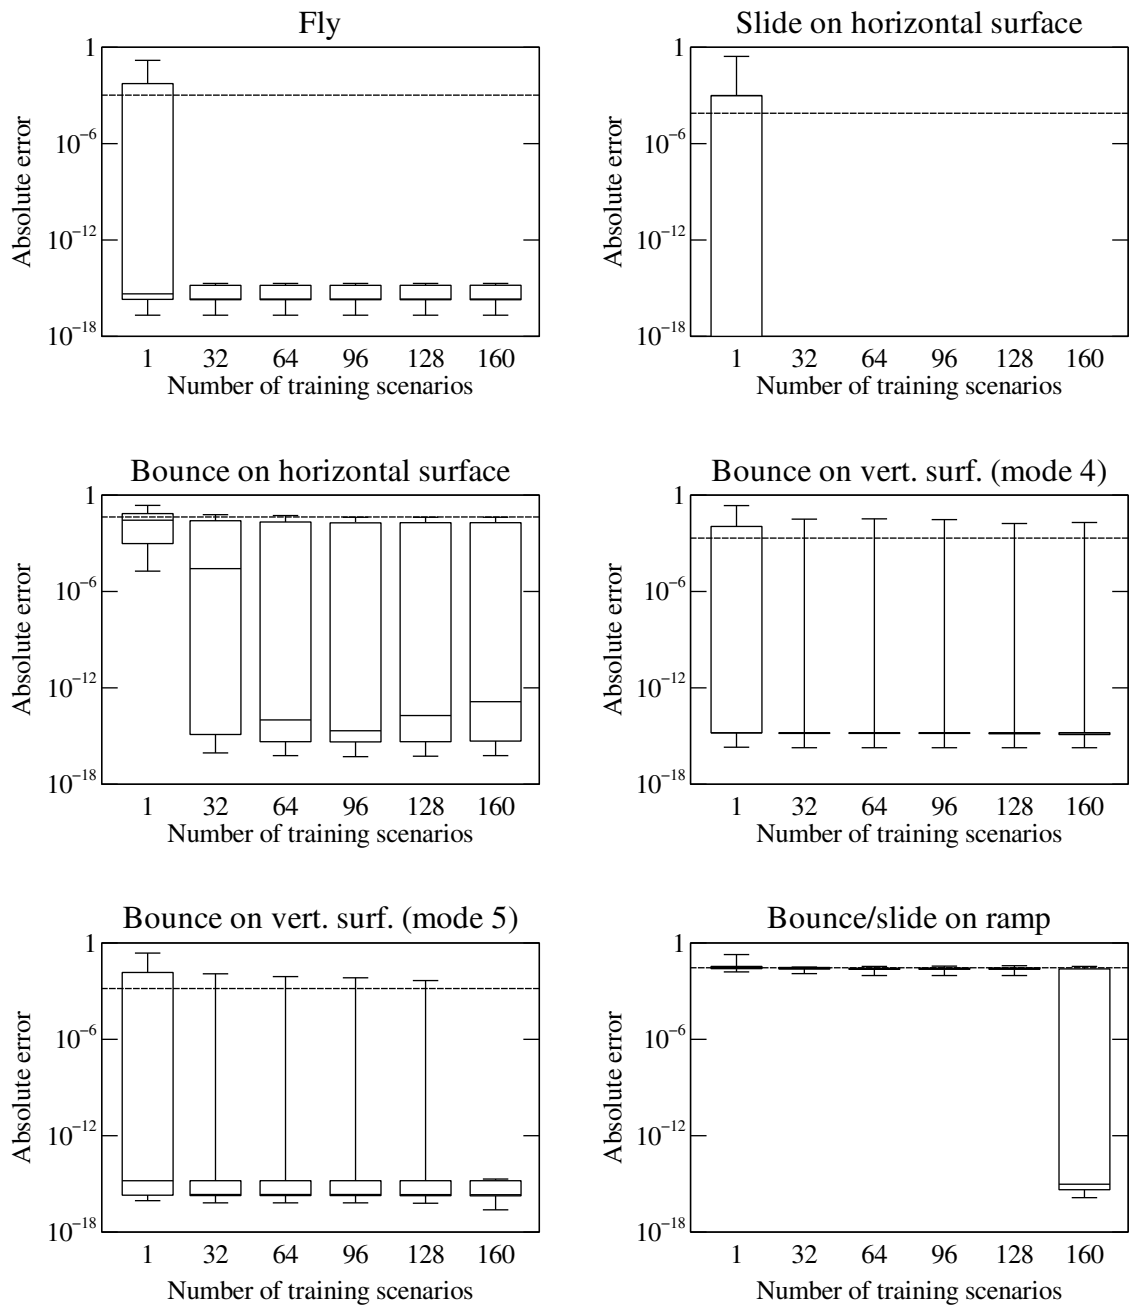 Fly
1
10−6
10−12
10−18
Absolute error
1 32 64 96 128 160
Number of training scenarios
Slide on horizontal surface
1
10−6
10−12
10−18
Absolute error
1 32 64 96 128 160
Number of training scenarios
Bounce on horizontal surface
1
10−6
10−12
10−18
Absolute error
1 32 64 96 128 160
Number of training scenarios
Bounce on vert. surf. (mode 4)
1
10−6
10−12
10−18
Absolute error
1 32 64 96 128 160
Number of training scenarios
Bounce on vert. surf. (mode 5)
1
10−6
10−12
10−18
Absolute error
1 32 64 96 128 160
Number of training scenarios
Bounce/slide on ramp
1
10−6
10−12
10−18
Absolute error
1 32 64 96 128 160
Number of training scenarios